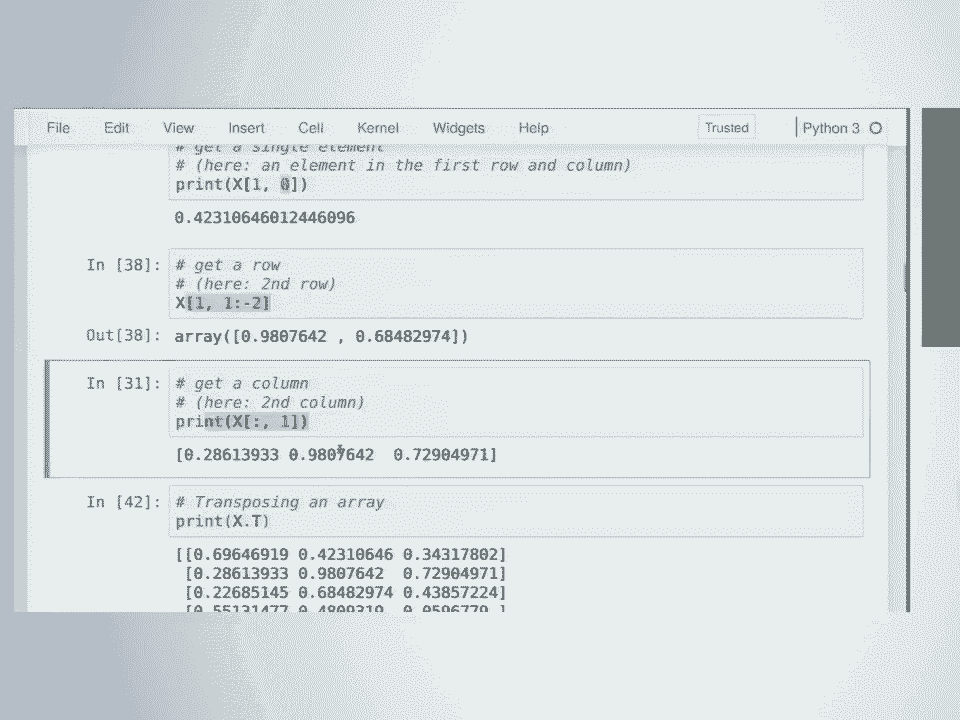 File Edit View Insert Cell Kernel Widgets Help Trusted Python 3
# get a single element
# (here: an element in the first row and column)
print(X[1, 0])
0.42310646012446096
In [38]: # get a row
# (here: 2nd row)
X[1, 1:-2]
Out[38]: array([0.9807642 , 0.68482974])
In [31]: # get a column
# (here: 2nd column)
print(X[:, 1])
[0.28613933 0.9807642  0.72904971]
In [42]: # Transposing an array
print(X.T)
[[0.69646919 0.42310646 0.34317802]
[0.28613933 0.9807642  0.72904971]
[0.22685145 0.68482974 0.43857224]
[0.55131477 0.4809319  0.0596779 ]